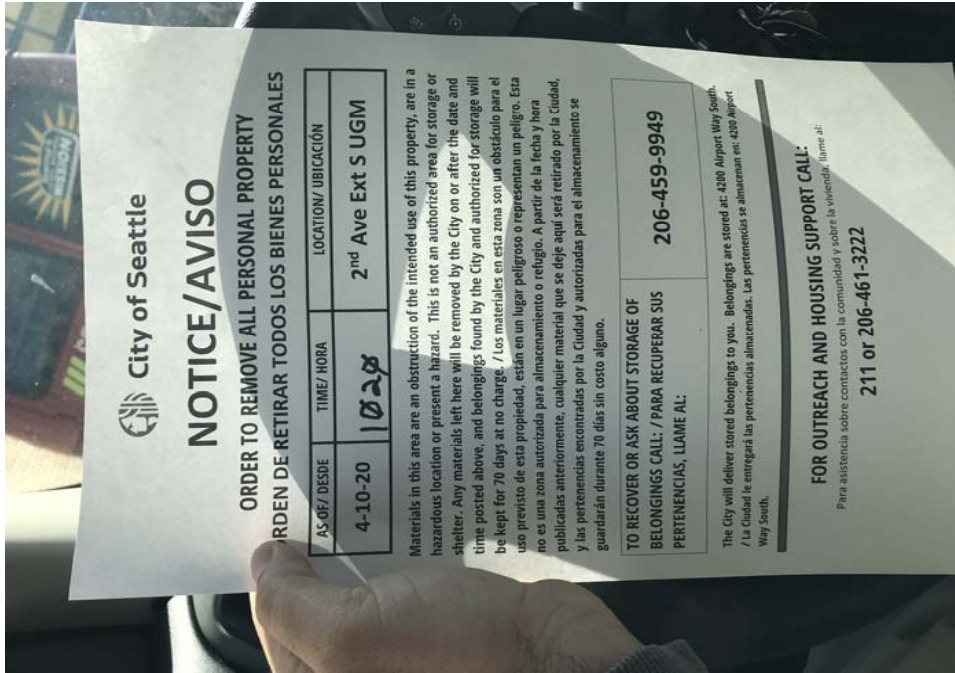 City of Seattle
NOTICE/AVISO
ORDER TO REMOVE ALL PERSONAL PROPERTY
RDEN DE RETIRAR TODOS LOS BIENES PERSONALES
AS OF/ DESDE TIME/ HORA LOCATION/ UBICACIÓN
4-10-20 1020 2nd Ave Ext S UGM
Materials in this area are an obstruction of the intended use of this property, are in a
hazardous location or present a hazard. This is not an authorized area for storage or
shelter. Any materials left here will be removed by the City on or after the date and
time posted above, and belongings found by the City and authorized for storage will
be kept for 70 days at no charge. / Los materiales en esta zona son un obstáculo para el
uso previsto de esta propiedad, están en un lugar peligroso o representan un peligro. Esta
no es una zona autorizada para almacenamiento o refugio. A partir de la fecha y hora
publicadas anteriormente, cualquier material que se deje aquí será retirado por la Ciudad,
y las pertenencias encontradas por la Ciudad y autorizadas para el almacenamiento se
guardarán durante 70 días sin costo alguno.
TO RECOVER OR ASK ABOUT STORAGE OF
BELONGINGS CALL: / PARA RECUPERAR SUS
PERTENENCIAS, LLAME AL:
206-459-9949
The City will deliver stored belongings to you. Belongings are stored at: 4200 Airport Way South.
/ La Ciudad le entregará las pertenencias almacenadas. Las pertenencias se almacenan en: 4200 Airport
Way South.
FOR OUTREACH AND HOUSING SUPPORT CALL:
Para asistencia sobre contactos con la comunidad y sobre la vivienda, llame al:
211 or 206-461-3222
MISSION